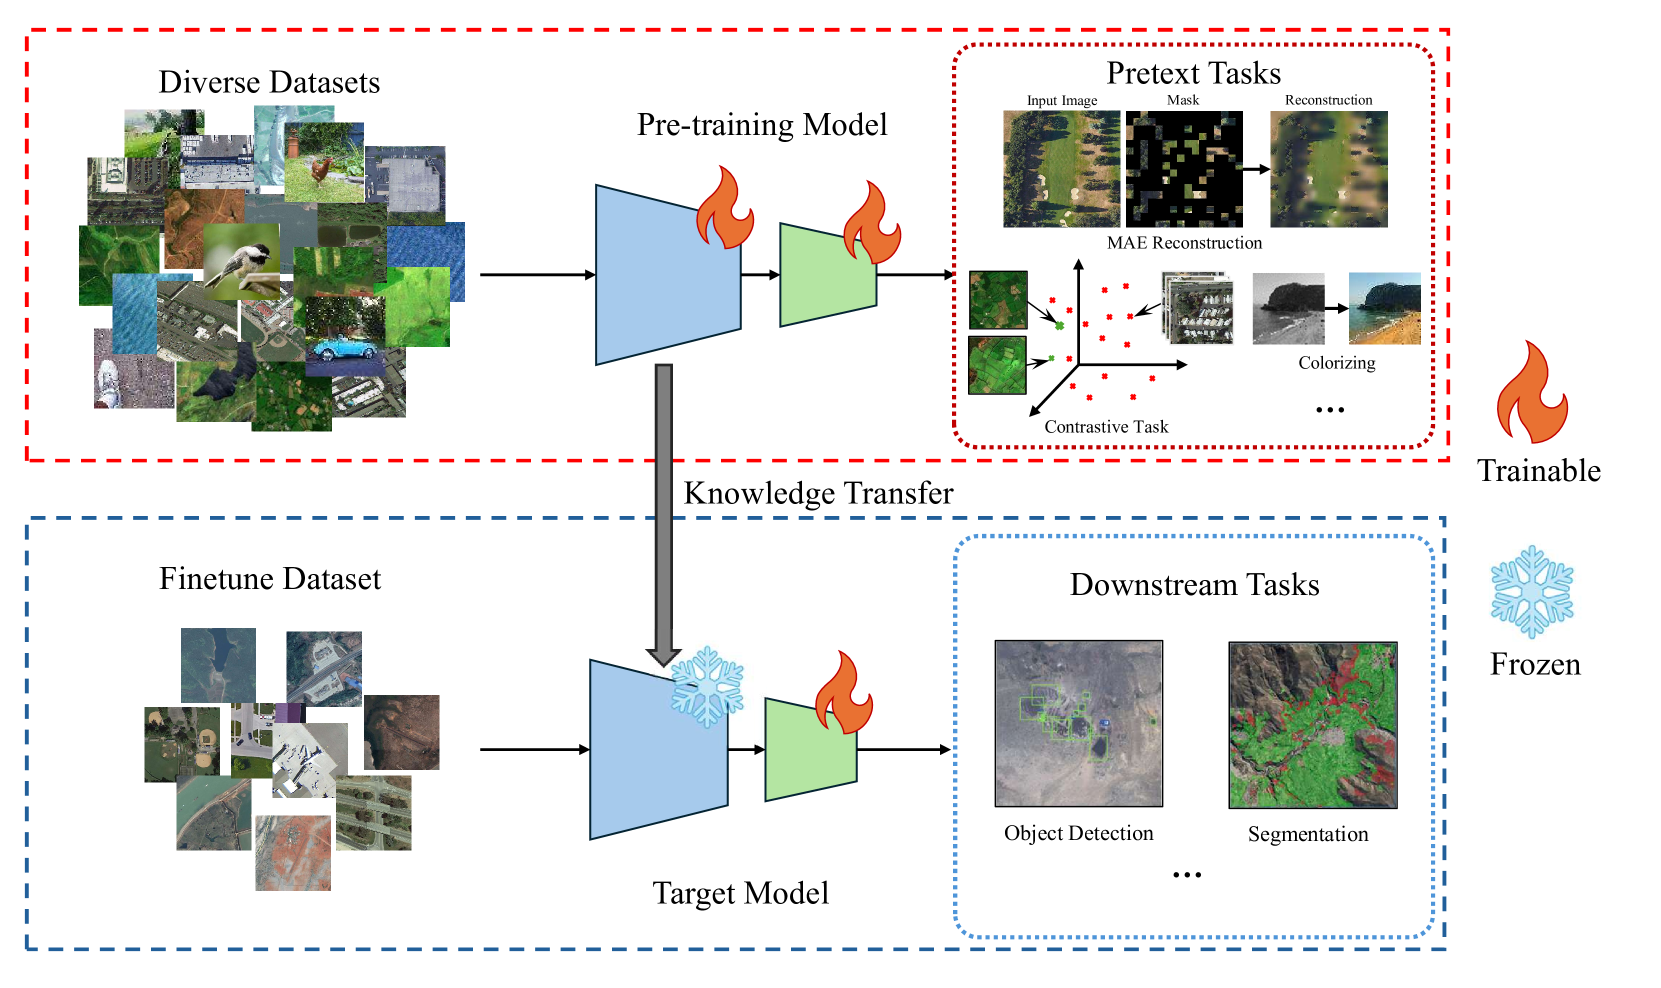 Diverse Datasets
Pre-training Model
Pretext Tasks
Input Image
Mask
Reconstruction
MAE Reconstruction
Contrastive Task
Colorizing
...
Trainable
Knowledge Transfer
Finetune Dataset
Target Model
Downstream Tasks
Object Detection
Segmentation
...
Frozen